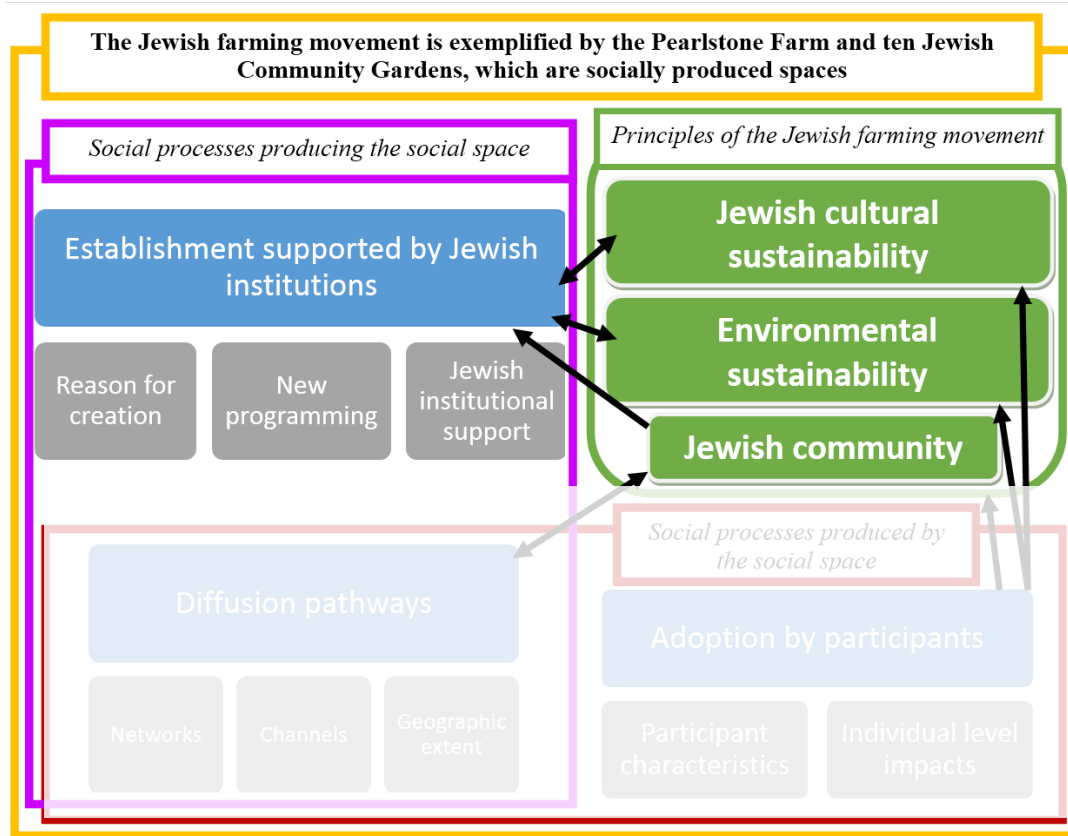 The Jewish farming movement is exemplified by the Pearlstone Farm and ten Jewish
Community Gardens, which are socially produced spaces
Social processes producing the social space
Principles of the Jewish farming movement
Establishment supported by Jewish
institutions
Reason for
creation
New
programming
Jewish
institutional
support
Jewish cultural
sustainability
Environmental
sustainability
Jewish community
Social processes produced by
the social space
Diffusion pathways
Networks
Channels
Geographic
extent
Adoption by participants
Participant
characteristics
Individual level
impacts